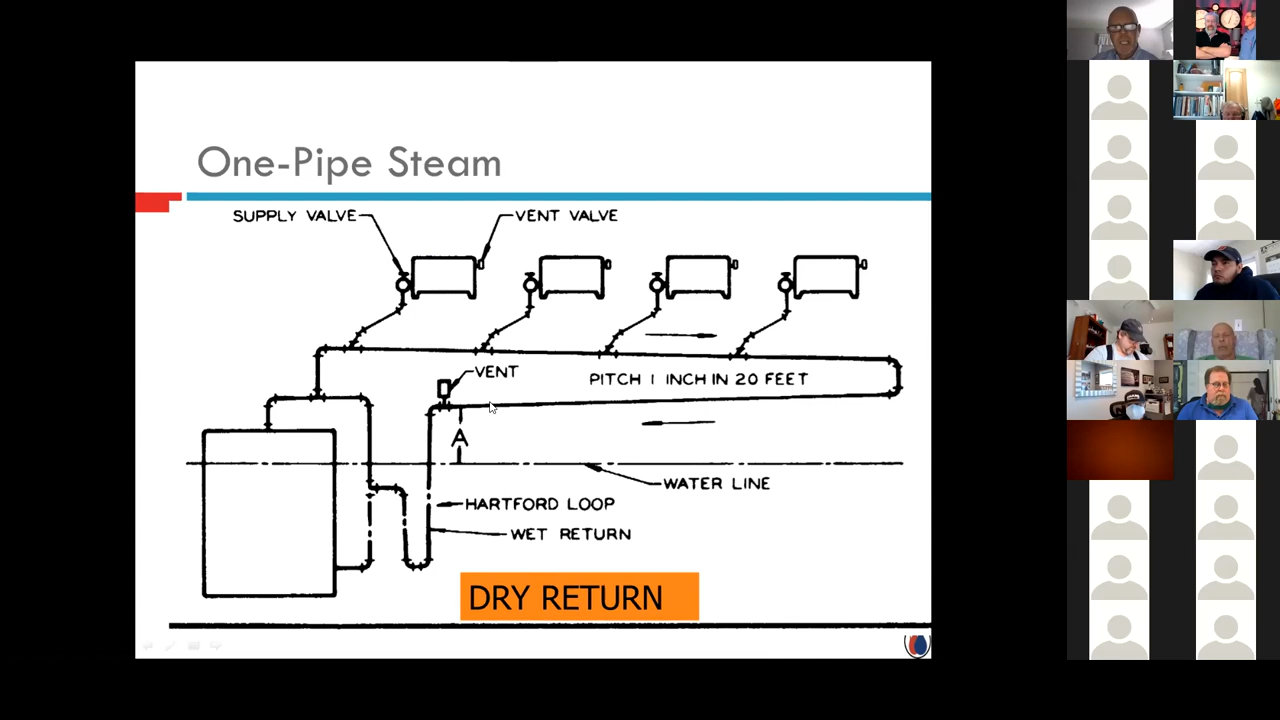 One-Pipe Steam
SUPPLY VALVE
VENT VALVE
VENT
PITCH 1 INCH IN 20 FEET
A
WATER LINE
HARTFORD LOOP
WET RETURN
DRY RETURN